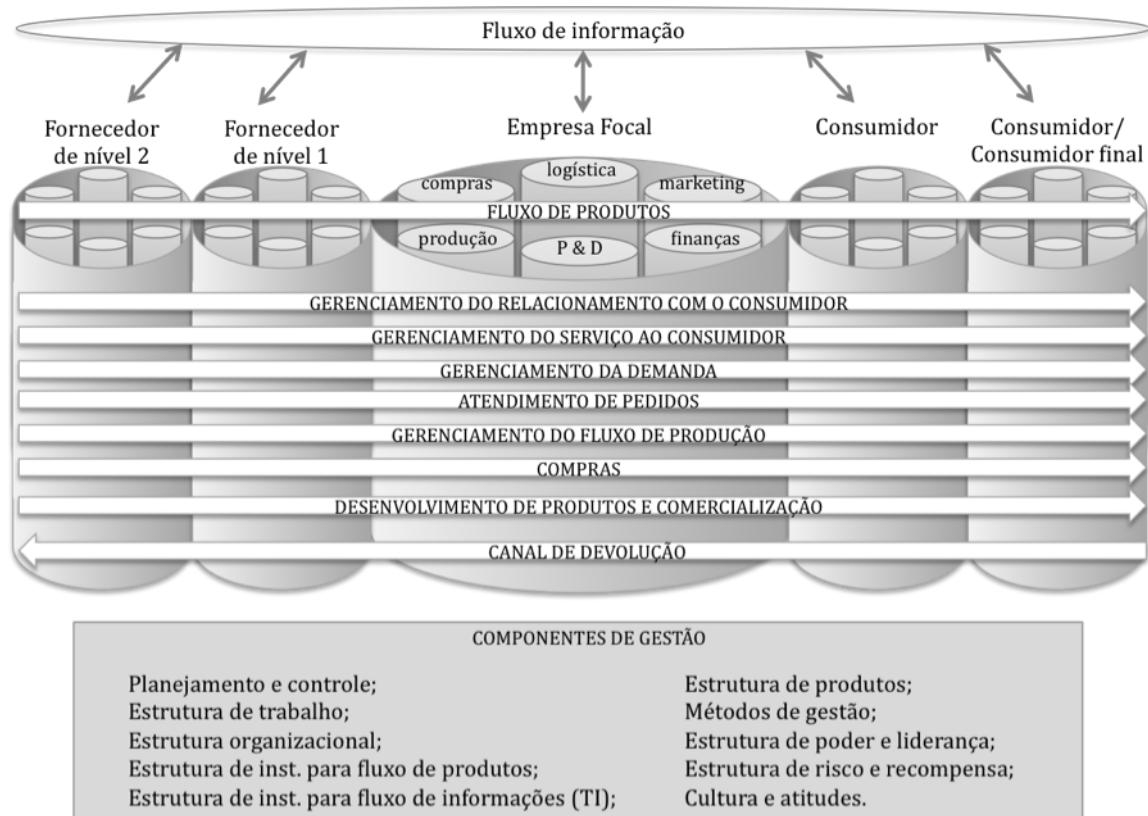 Fluxo de informação
Fornecedor
de nível 2
Fornecedor
de nível 1
Empresa Focal
Consumidor
Consumidor/
Consumidor final
logística
compras
marketing
FLUXO DE PRODUTOS
produção
P & D
finanças
GERENCIAMENTO DO RELACIONAMENTO COM O CONSUMIDOR
GERENCIAMENTO DO SERVIÇO AO CONSUMIDOR
GERENCIAMENTO DA DEMANDA
ATENDIMENTO DE PEDIDOS
GERENCIAMENTO DO FLUXO DE PRODUÇÃO
COMPRAS
DESENVOLVIMENTO DE PRODUTOS E COMERCIALIZAÇÃO
CANAL DE DEVOLUÇÃO
COMPONENTES DE GESTÃO
Planejamento e controle;
Estrutura de trabalho;
Estrutura organizacional;
Estrutura de inst. para fluxo de produtos;
Estrutura de inst. para fluxo de informações (TI);
Estrutura de produtos;
Métodos de gestão;
Estrutura de poder e liderança;
Estrutura de risco e recompensa;
Cultura e atitudes.